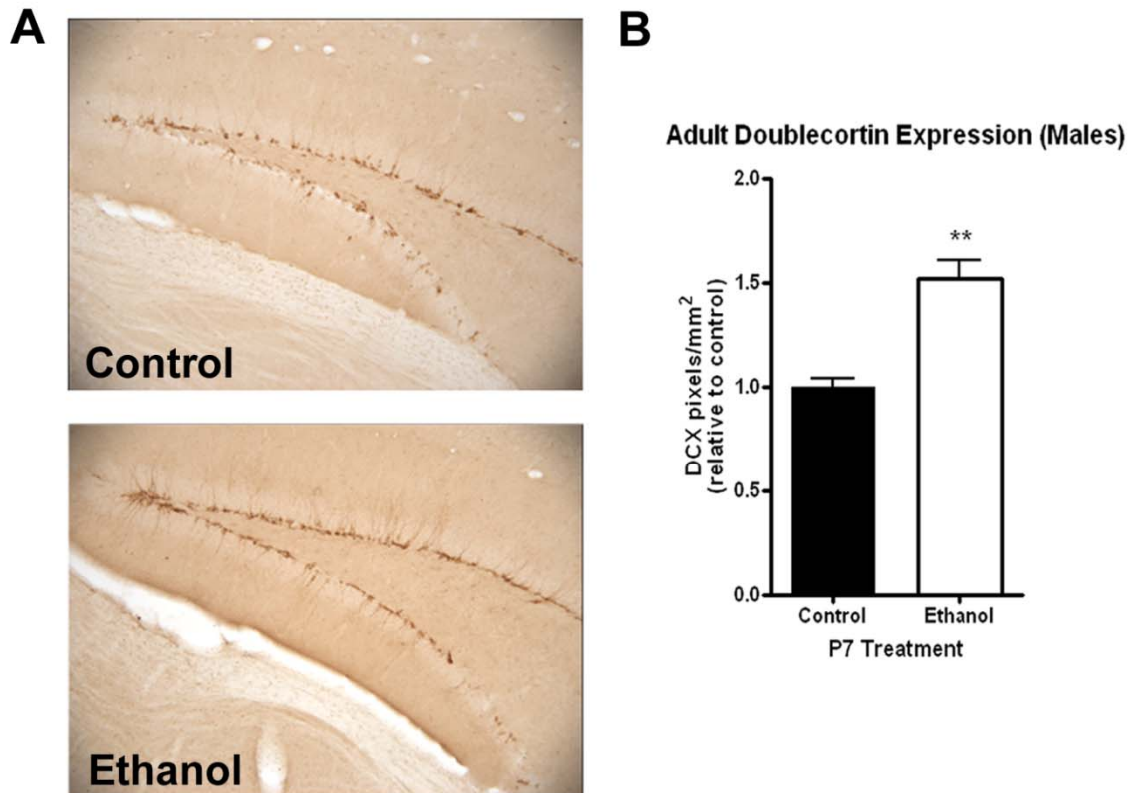 A
Control
Ethanol
B
Adult Doublecortin Expression (Males)
DCX pixels/mm²
(relative to control)
2.0
1.5
1.0
0.5
0.0
**
Control Ethanol
P7 Treatment